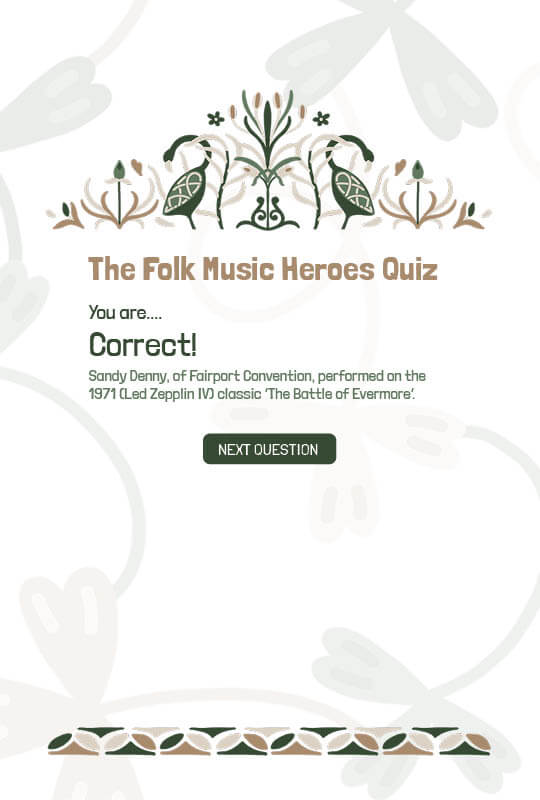 The Folk Music Heroes Quiz
You are....
Correct!
Sandy Denny, of Fairport Convention, performed on the
1971 (Led Zepplin IV) classic 'The Battle of Evermore'.
NEXT QUESTION